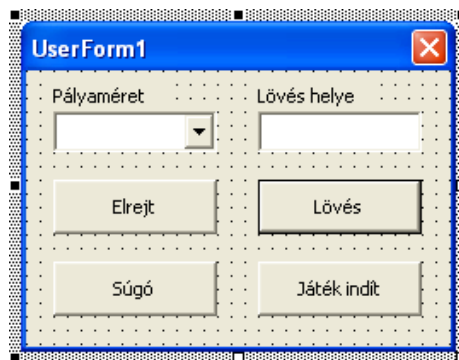 UserForm1
Pályaméret Lövés helye
Elrejt Lövés
Súgó Játék indít